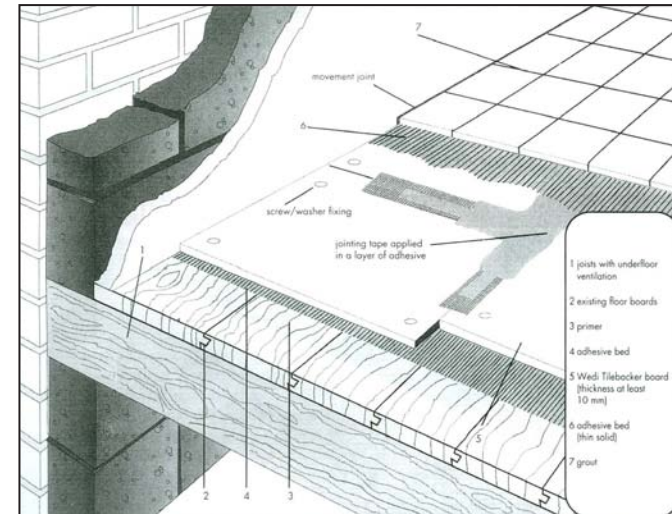 7
movement joint
6
screw/washer fixing
jointing tape applied
in a layer of adhesive
1
1 joists with underfloor
ventilation
2 existing floor boards
3 primer
4 adhesive bed
5 Wedi Tilebacker board
(thickness at least
10 mm)
6 adhesive bed
(thin solid)
7 grout
5
2
4
3